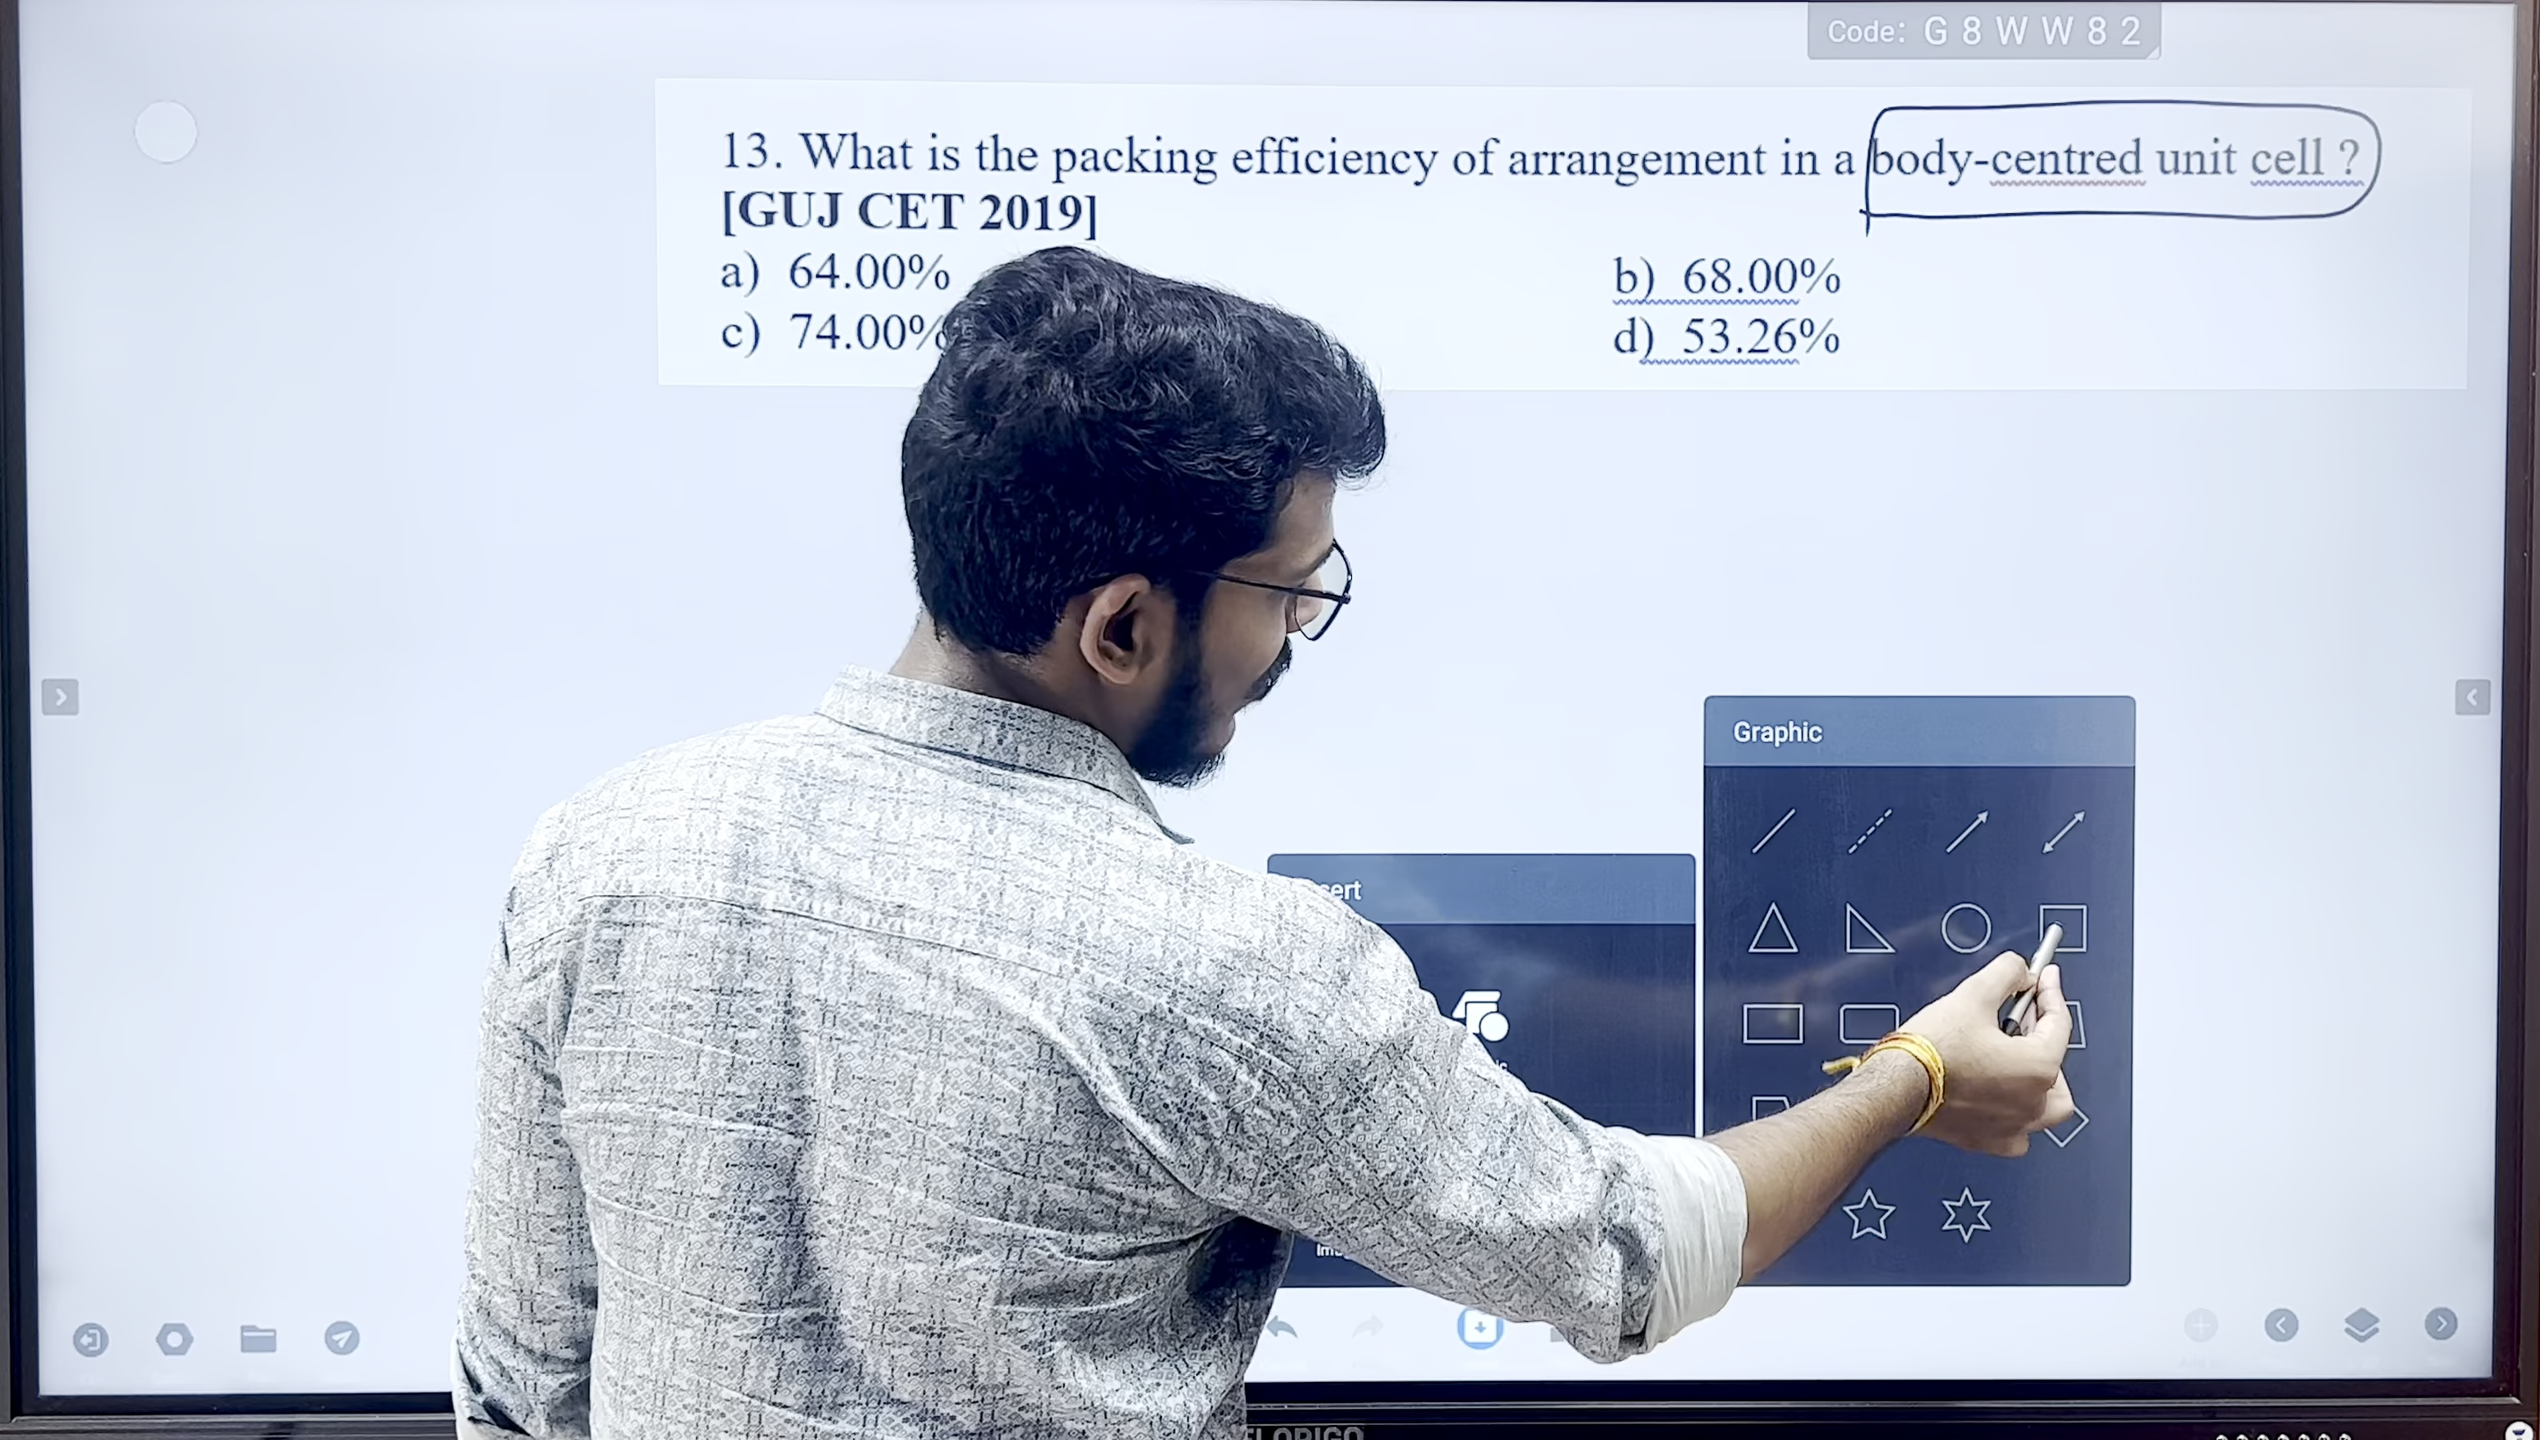 Code: G 8 W W 8 2
13. What is the packing efficiency of arrangement in a body-centred unit cell ?
[GUJ CET 2019]
a) 64.00%
b) 68.00%
c) 74.00%
d) 53.26%
Graphic